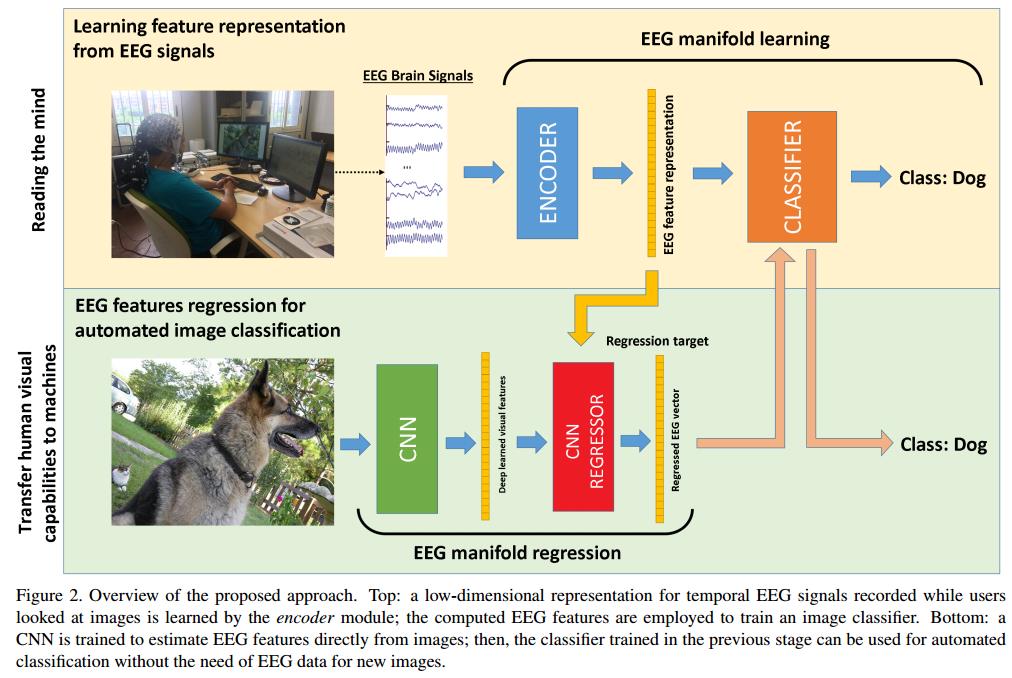 Learning feature representation
from EEG signals
EEG manifold learning
EEG Brain Signals
Reading the mind
...
ENCODER
EEG feature representation
CLASSIFIER
Class: Dog
EEG features regression for
automated image classification
Regression target
Transfer human visual
capabilities to machines
CNN
Deep learned visual features
CNN
REGRESSOR
Regressed EEG vector
Class: Dog
EEG manifold regression
Figure 2. Overview of the proposed approach. Top: a low-dimensional representation for temporal EEG signals recorded while users
looked at images is learned by the encoder module; the computed EEG features are employed to train an image classifier. Bottom: a
CNN is trained to estimate EEG features directly from images; then, the classifier trained in the previous stage can be used for automated
classification without the need of EEG data for new images.